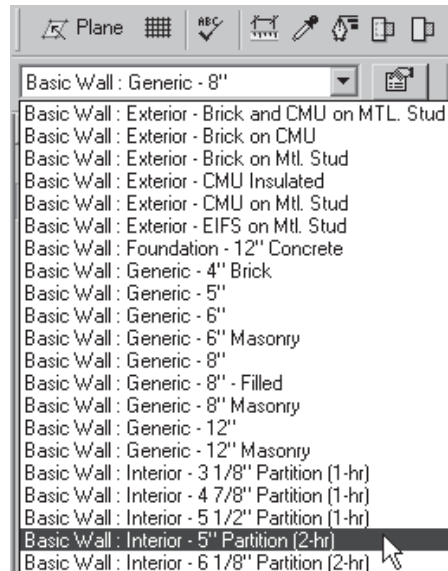 Plane ABC
Basic Wall : Generic - 8"
Basic Wall : Exterior - Brick and CMU on MTL. Stud
Basic Wall : Exterior - Brick on CMU
Basic Wall : Exterior - Brick on Mtl. Stud
Basic Wall : Exterior - CMU Insulated
Basic Wall : Exterior - CMU on Mtl. Stud
Basic Wall : Exterior - EIFS on Mtl. Stud
Basic Wall : Foundation - 12" Concrete
Basic Wall : Generic - 4" Brick
Basic Wall : Generic - 5"
Basic Wall : Generic - 6"
Basic Wall : Generic - 6" Masonry
Basic Wall : Generic - 8"
Basic Wall : Generic - 8" - Filled
Basic Wall : Generic - 8" Masonry
Basic Wall : Generic - 12"
Basic Wall : Generic - 12" Masonry
Basic Wall : Interior - 3 1/8" Partition (1-hr)
Basic Wall : Interior - 4 7/8" Partition (1-hr)
Basic Wall : Interior - 5 1/2" Partition (1-hr)
Basic Wall : Interior - 5" Partition (2-hr)
Basic Wall : Interior - 6 1/8" Partition (2-hr)